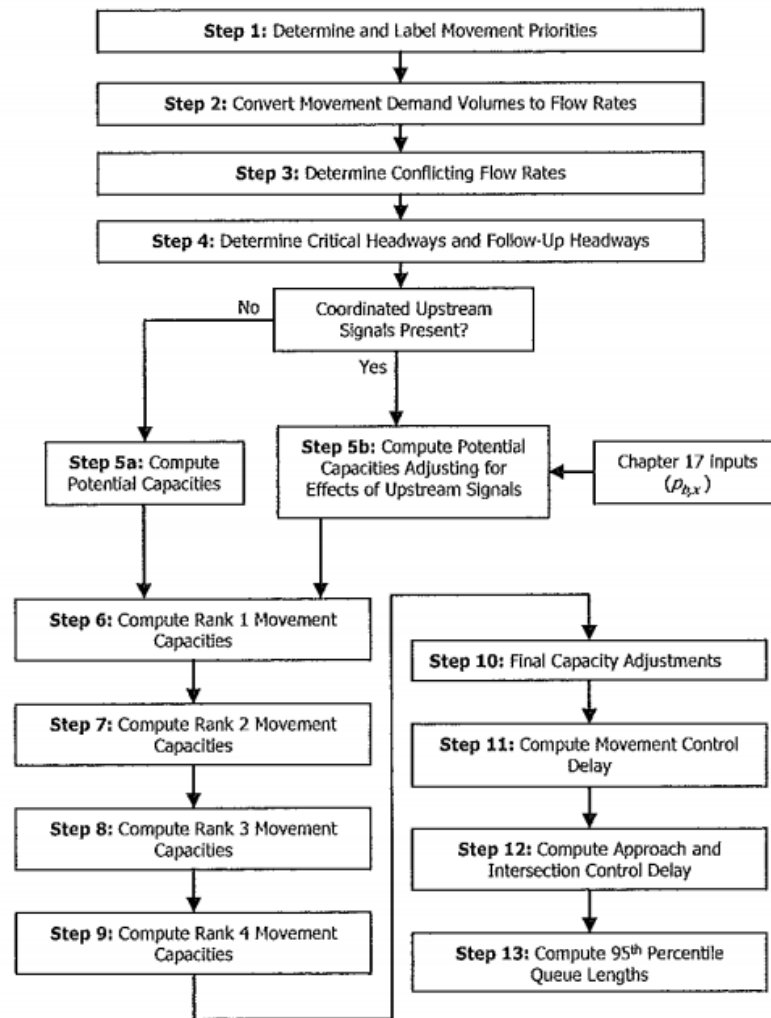 Step 1: Determine and Label Movement Priorities
Step 2: Convert Movement Demand Volumes to Flow Rates
Step 3: Determine Conflicting Flow Rates
Step 4: Determine Critical Headways and Follow-Up Headways
No
Coordinated Upstream
Signals Present?
Yes
Step 5a: Compute
Potential Capacities
Step 5b: Compute Potential
Capacities Adjusting for
Effects of Upstream Signals
Chapter 17 inputs
(p_b,x)
Step 6: Compute Rank 1 Movement
Capacities
Step 7: Compute Rank 2 Movement
Capacities
Step 8: Compute Rank 3 Movement
Capacities
Step 9: Compute Rank 4 Movement
Capacities
Step 10: Final Capacity Adjustments
Step 11: Compute Movement Control
Delay
Step 12: Compute Approach and
Intersection Control Delay
Step 13: Compute 95th Percentile
Queue Lengths